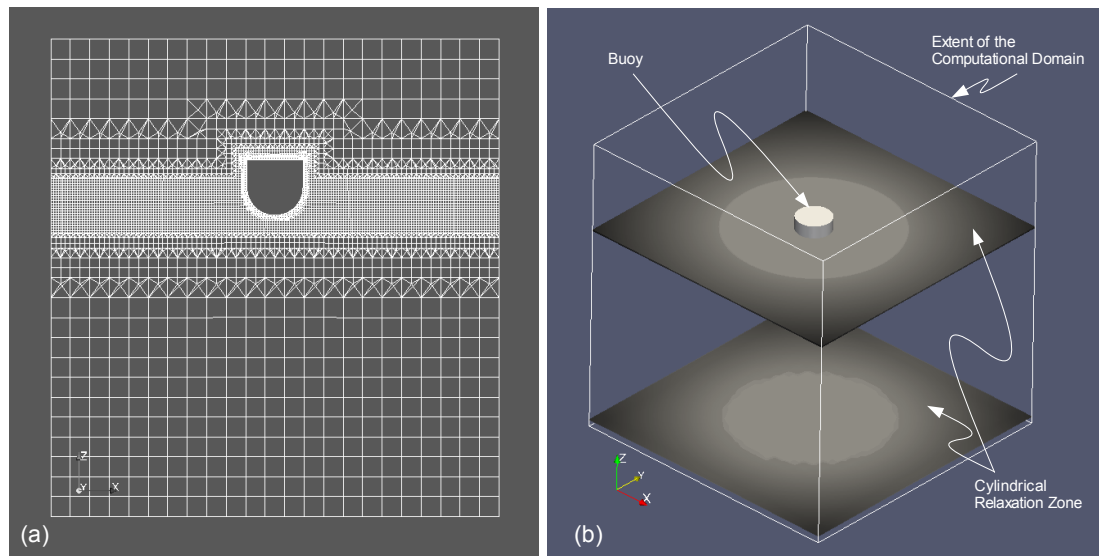 Buoy
Extent of the
Computational Domain
Z
Y
X
(a)
Z
Y
X
(b)
Cylindrical
Relaxation Zone